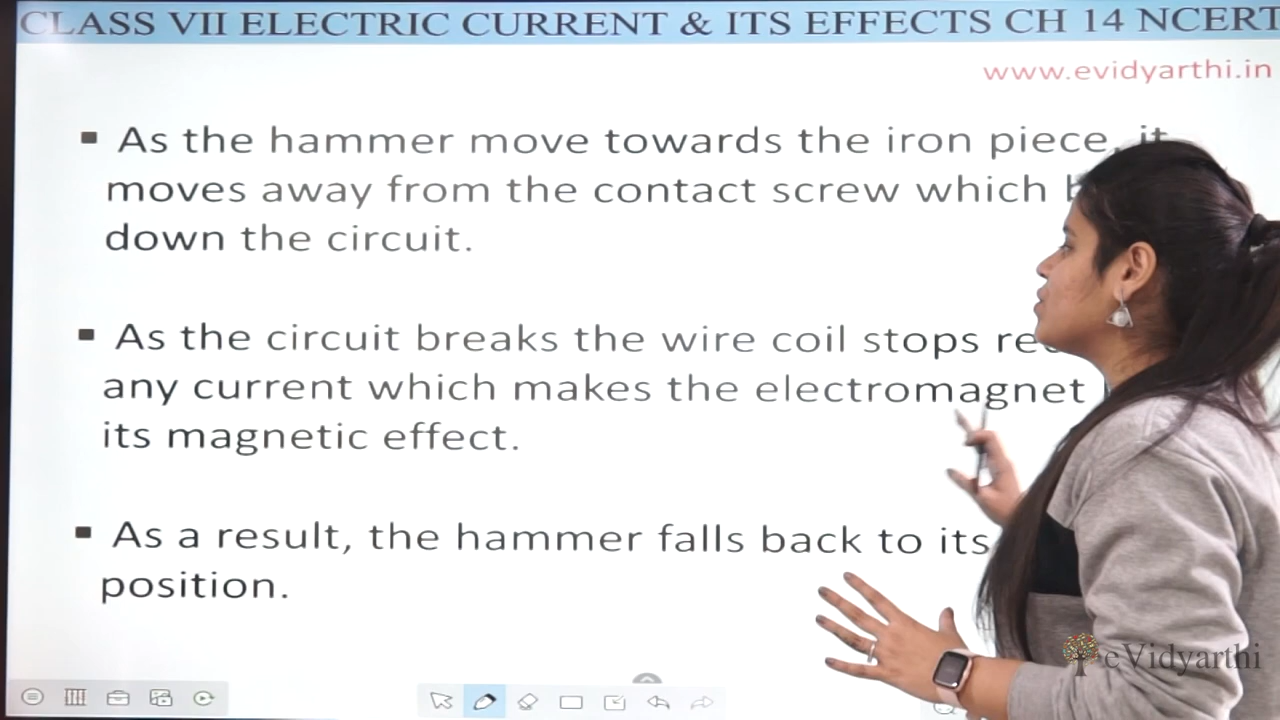 CLASS VII ELECTRIC CURRENT & ITS EFFECTS CH 14 NCERT
www.evidyarthi.in
▪ As the hammer move towards the iron piece, it
moves away from the contact screw which
down the circuit.
▪ As the circuit breaks the wire coil stops
any current which makes the electromagnet
its magnetic effect.
▪ As a result, the hammer falls back to its
position.
eVidyarthi